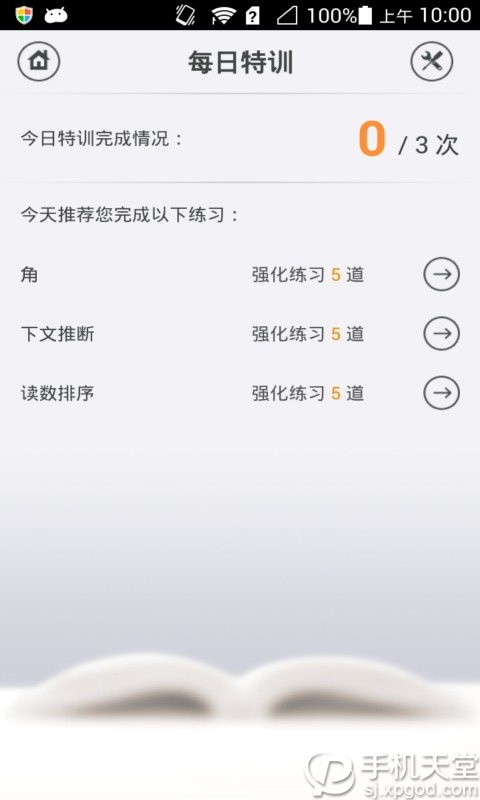 100% 上午 10:00
每日特训
今日特训完成情况： 0 / 3 次
今天推荐您完成以下练习：
角 强化练习 5 道
下文推断 强化练习 5 道
读数排序 强化练习 5 道
手机天堂
sj.xpgod.com